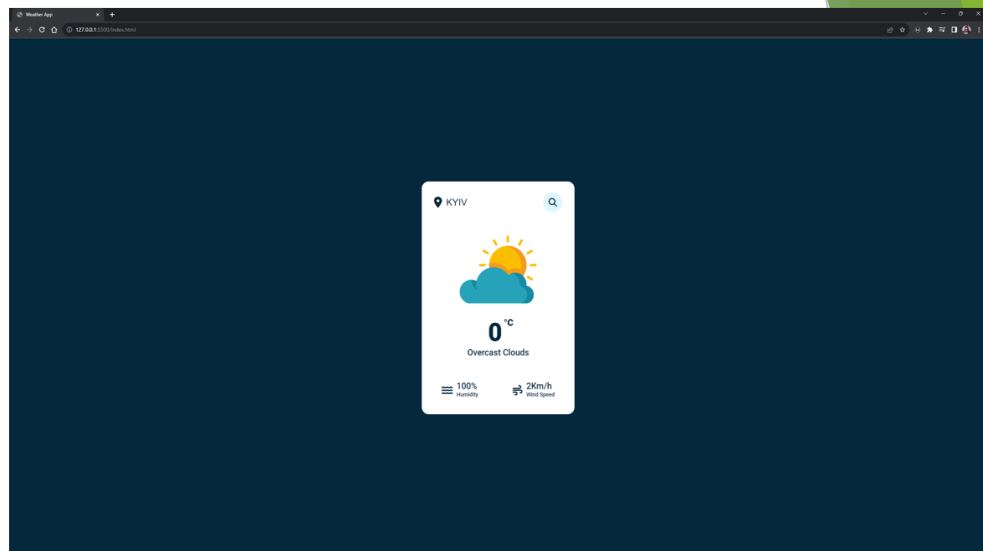 Weather App
127.0.0.1:5500/index.html
KYIV
0 °C
Overcast Clouds
100%
Humidity
2Km/h
Wind Speed